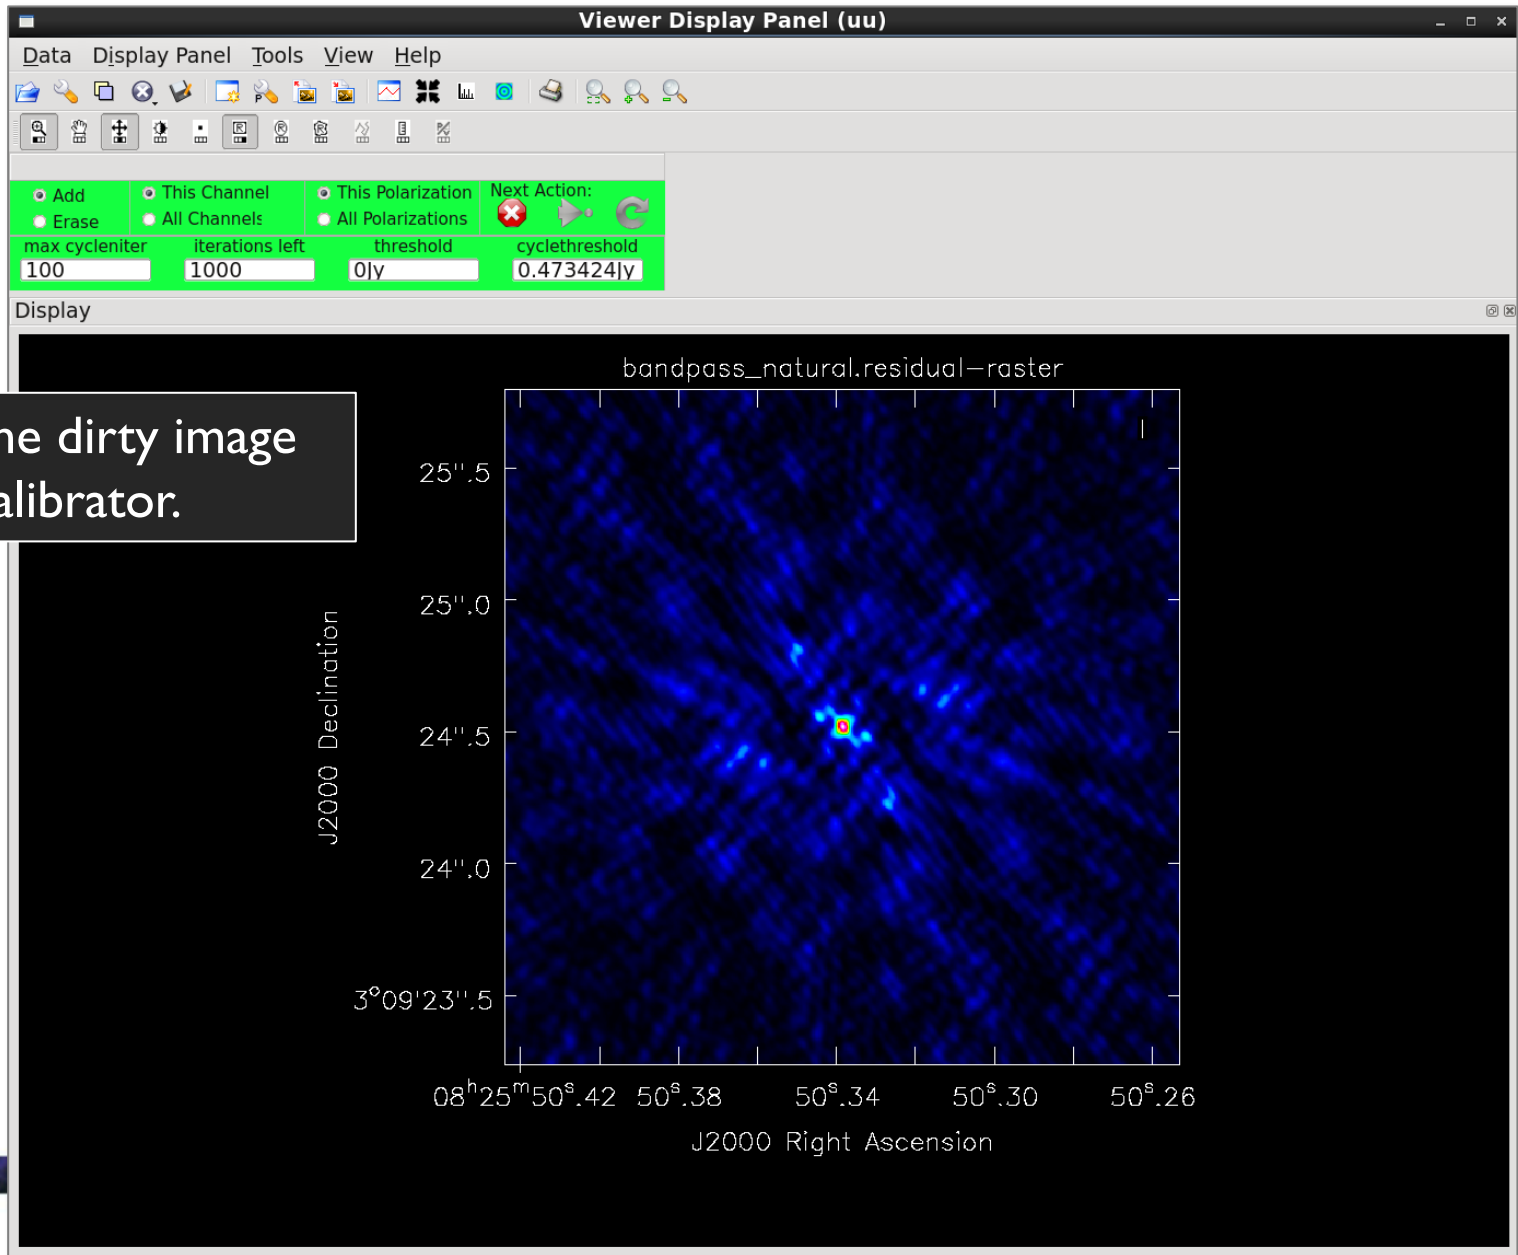 Viewer Display Panel (uu)
Data Display Panel Tools View Help
Add This Channel This Polarization Next Action:
Erase All Channels All Polarizations
max cycleniter iterations left threshold cyclethreshold
100 1000 0Jy 0.473424Jy
Display
bandpass_natural.residual-raster
dirty image
25".5
25".0
24".5
24".0
3°09'23".5
J2000 Declination
08ʰ25ᵐ50ˢ.42 50ˢ.38 50ˢ.34 50ˢ.30 50ˢ.26
J2000 Right Ascension